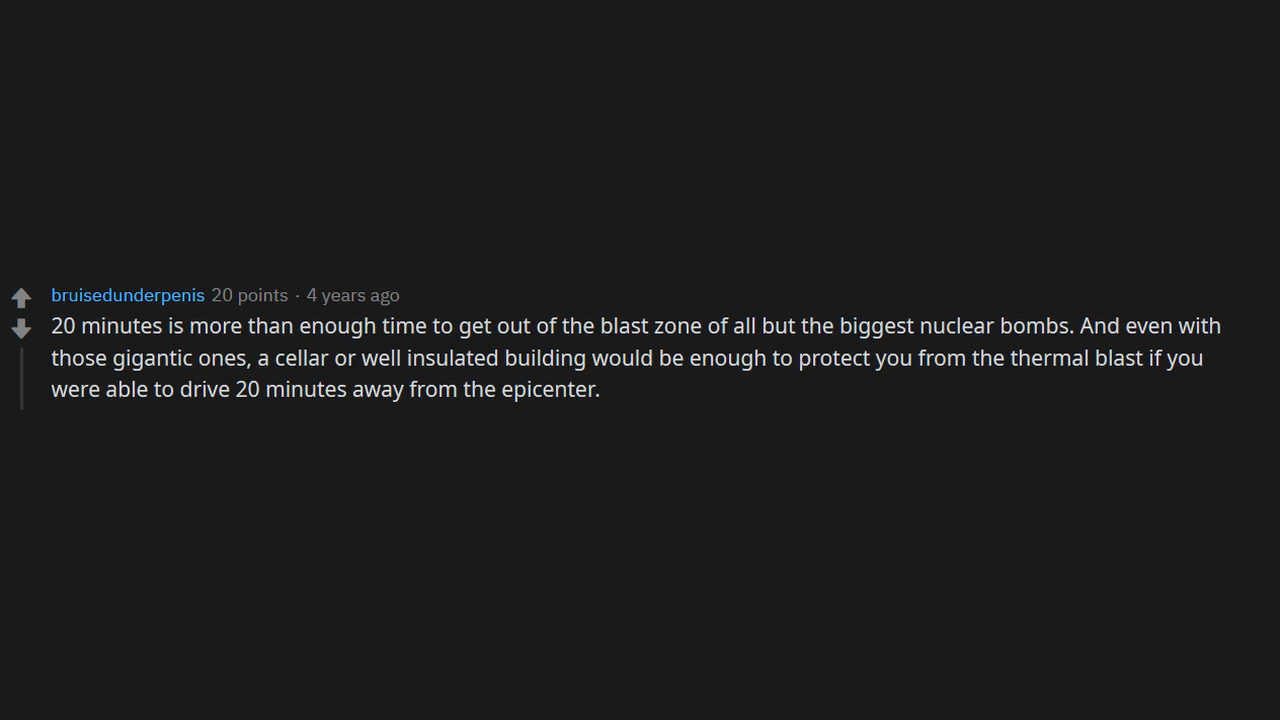 bruisedunderpenis 20 points · 4 years ago
20 minutes is more than enough time to get out of the blast zone of all but the biggest nuclear bombs. And even with
those gigantic ones, a cellar or well insulated building would be enough to protect you from the thermal blast if you
were able to drive 20 minutes away from the epicenter.